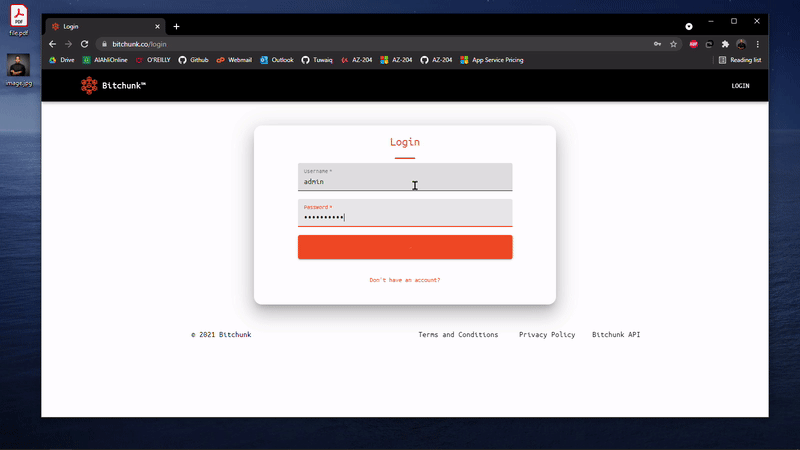 PDF
file.pdf
image.jpg
Login
bitchunk.co/login
Drive
AlAhliOnline
O'REILLY
Github
Webmail
Outlook
Tuwaiq
AZ-204
AZ-204
AZ-204
App Service Pricing
Reading list
Bitchunk™
LOGIN
Login
Username *
admin
Password *
Don't have an account?
© 2021 Bitchunk
Terms and Conditions
Privacy Policy
Bitchunk API